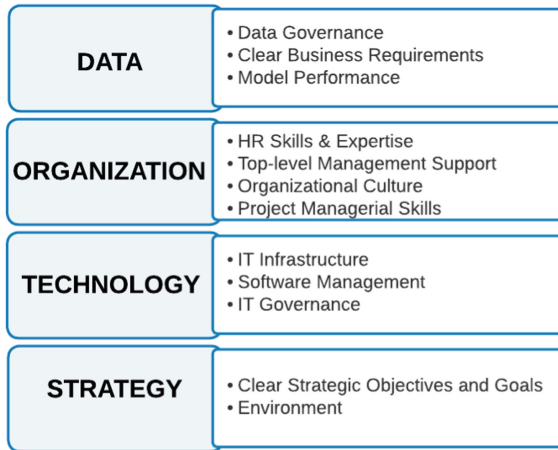 DATA
• Data Governance
• Clear Business Requirements
• Model Performance
ORGANIZATION
• HR Skills & Expertise
• Top-level Management Support
• Organizational Culture
• Project Managerial Skills
TECHNOLOGY
• IT Infrastructure
• Software Management
• IT Governance
STRATEGY
• Clear Strategic Objectives and Goals
• Environment